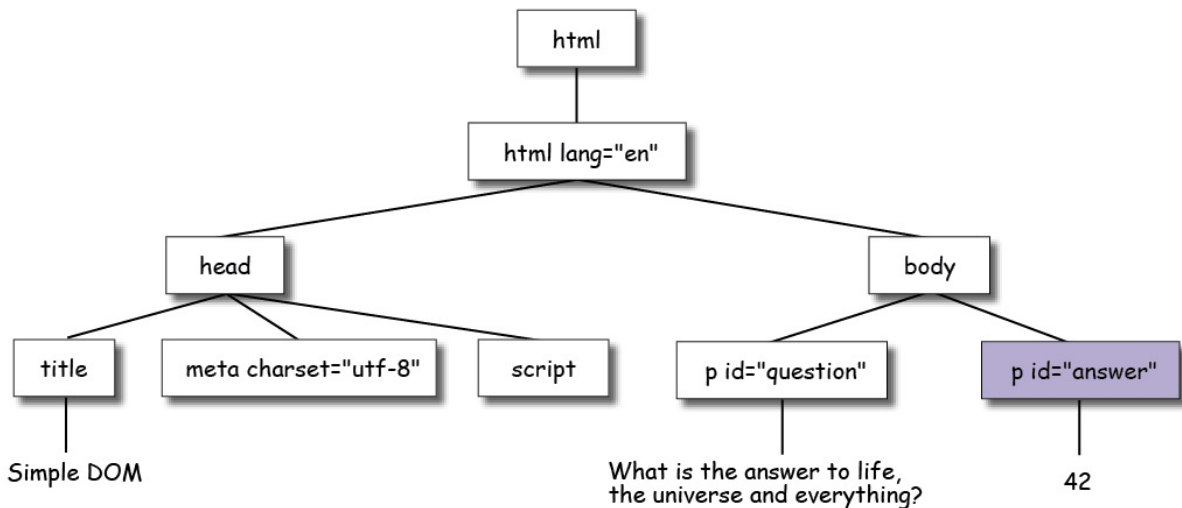 html
html lang="en"
head
body
title
meta charset="utf-8"
script
p id="question"
p id="answer"
Simple DOM
What is the answer to life,
the universe and everything?
42